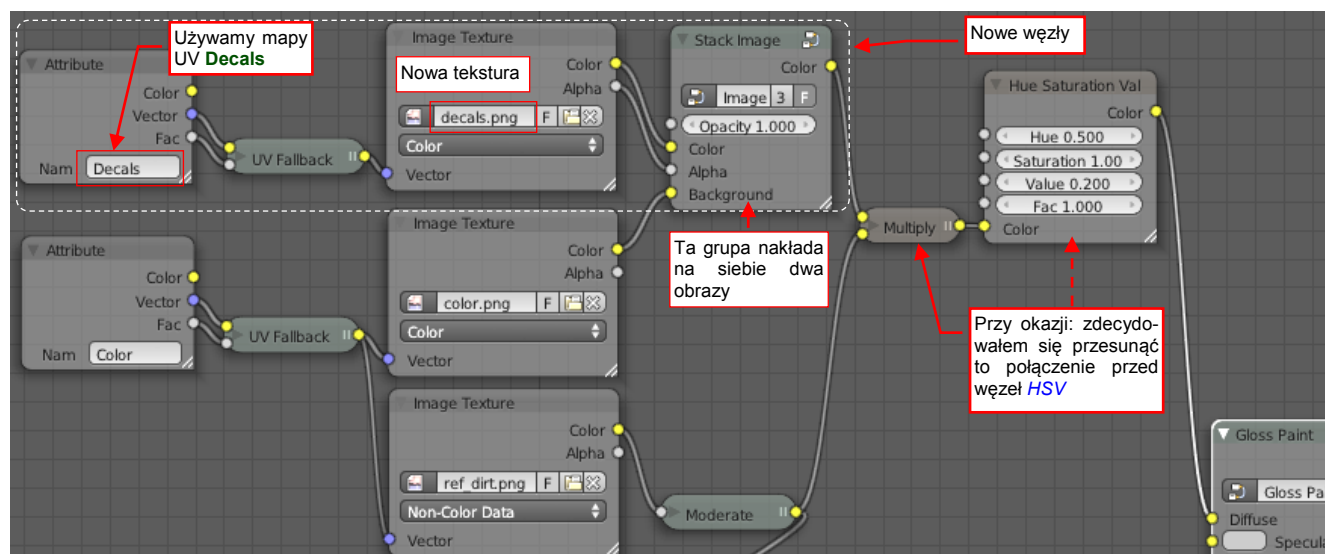 Używamy mapy
UV Decals
Attribute
Color
Vector
Fac
Nam Decals
UV Fallback
Image Texture
Nowa tekstura
Color
Alpha
decals.png F
Color
Vector
Stack Image
Color
Image 3 F
Opacity 1.000
Color
Alpha
Background
Nowe węzły
Hue Saturation Val
Color
Hue 0.500
Saturation 1.00
Value 0.200
Fac 1.000
Color
Multiply
Ta grupa nakłada
na siebie dwa
obrazy
Przy okazji: zdecydo-
wałem się przesunąć
to połączenie przed
węzeł HSV
Attribute
Color
Vector
Fac
Nam Color
UV Fallback
Image Texture
Color
Alpha
color.png F
Color
Vector
Image Texture
Color
Alpha
ref_dirt.png F
Non-Color Data
Vector
Moderate
Gloss Paint
Gloss Pa
Diffuse
Specula